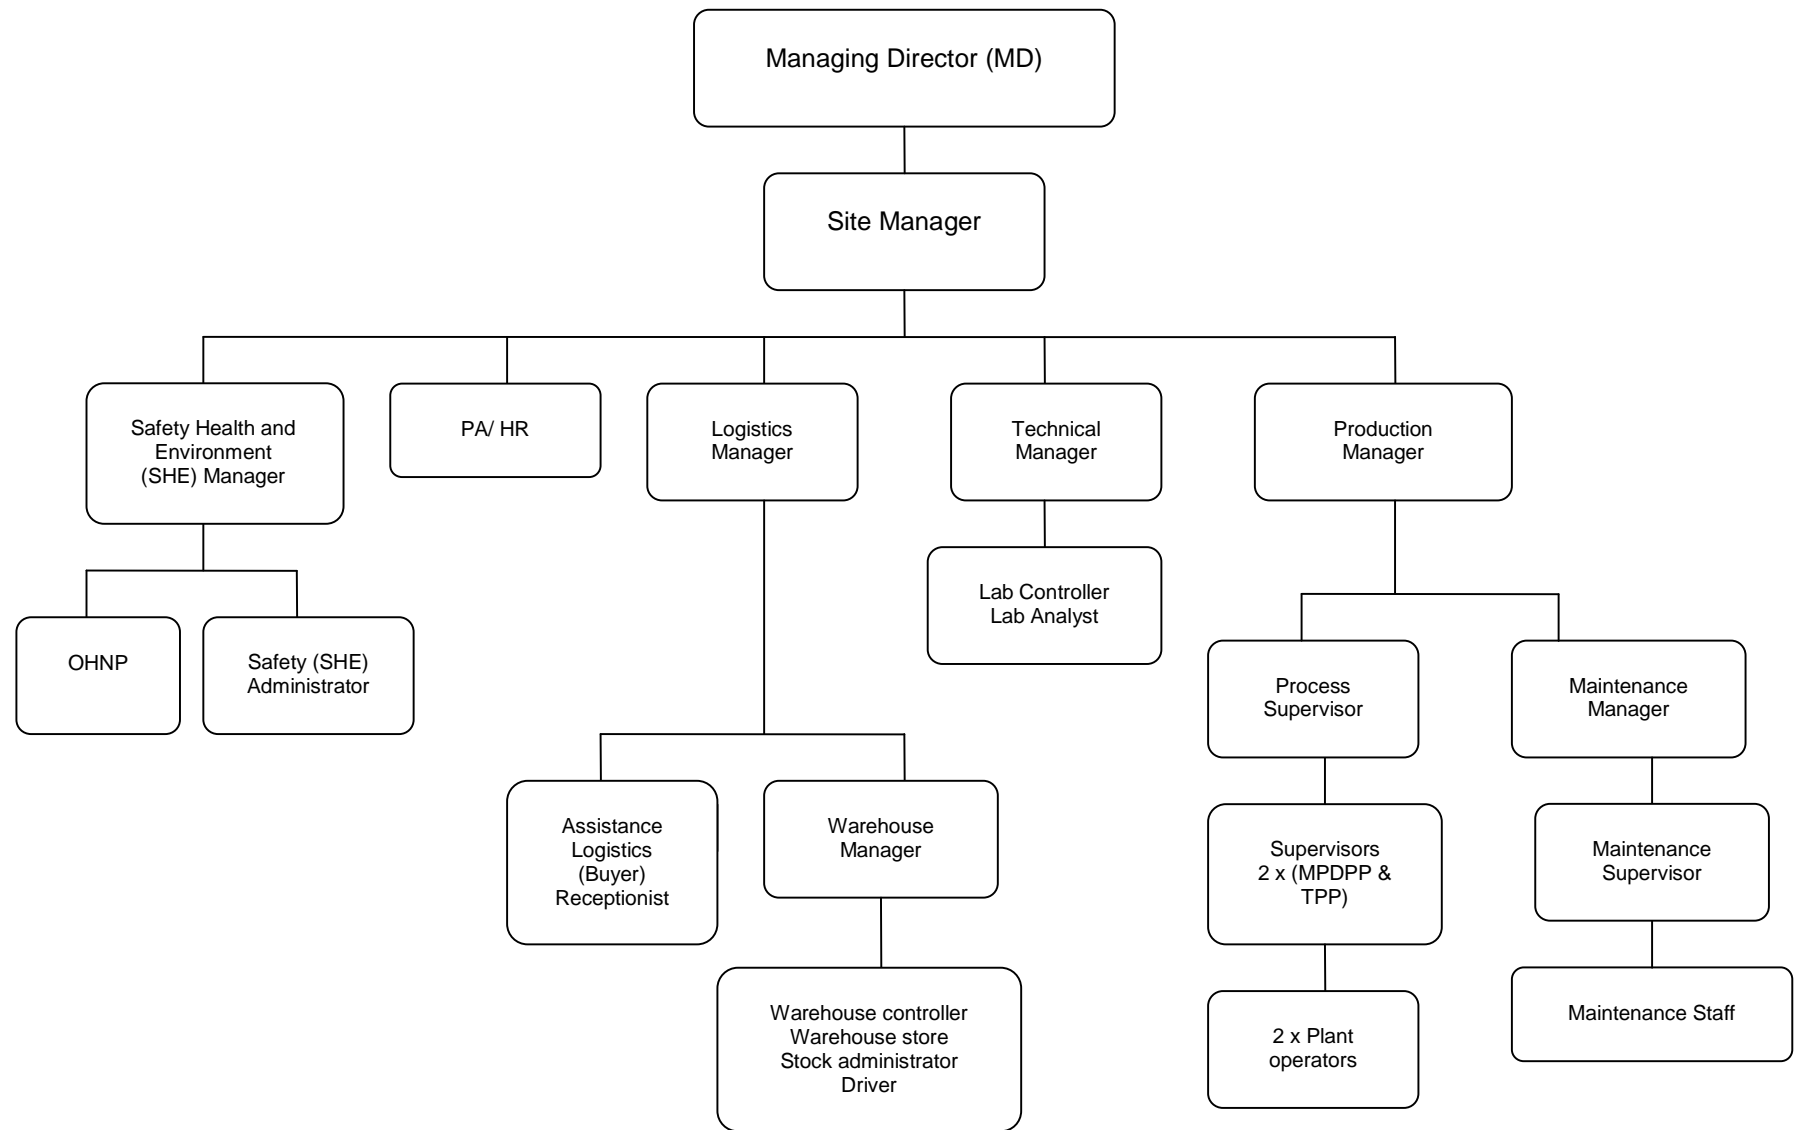 Managing Director (MD)
Site Manager
Safety Health and
Environment
(SHE) Manager
PA/ HR
Logistics
Manager
Technical
Manager
Production
Manager
Lab Controller
Lab Analyst
OHNP
Safety (SHE)
Administrator
Process
Supervisor
Maintenance
Manager
Assistance
Logistics
(Buyer)
Receptionist
Warehouse
Manager
Supervisors
2 x (MPDPP &
TPP)
Maintenance
Supervisor
Warehouse controller
Warehouse store
Stock administrator
Driver
2 x Plant
operators
Maintenance Staff